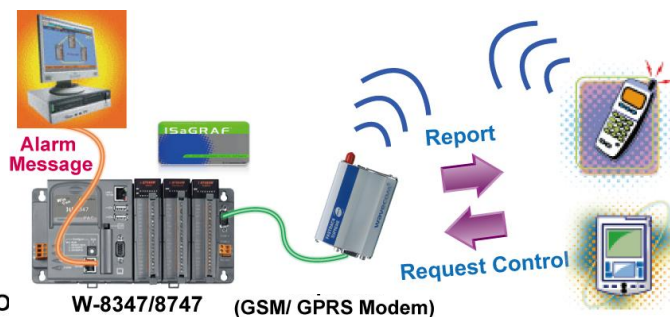 ISaGRAF
Alarm
Message
Report
Request Control
W-8347/8747
(GSM/ GPRS Modem)